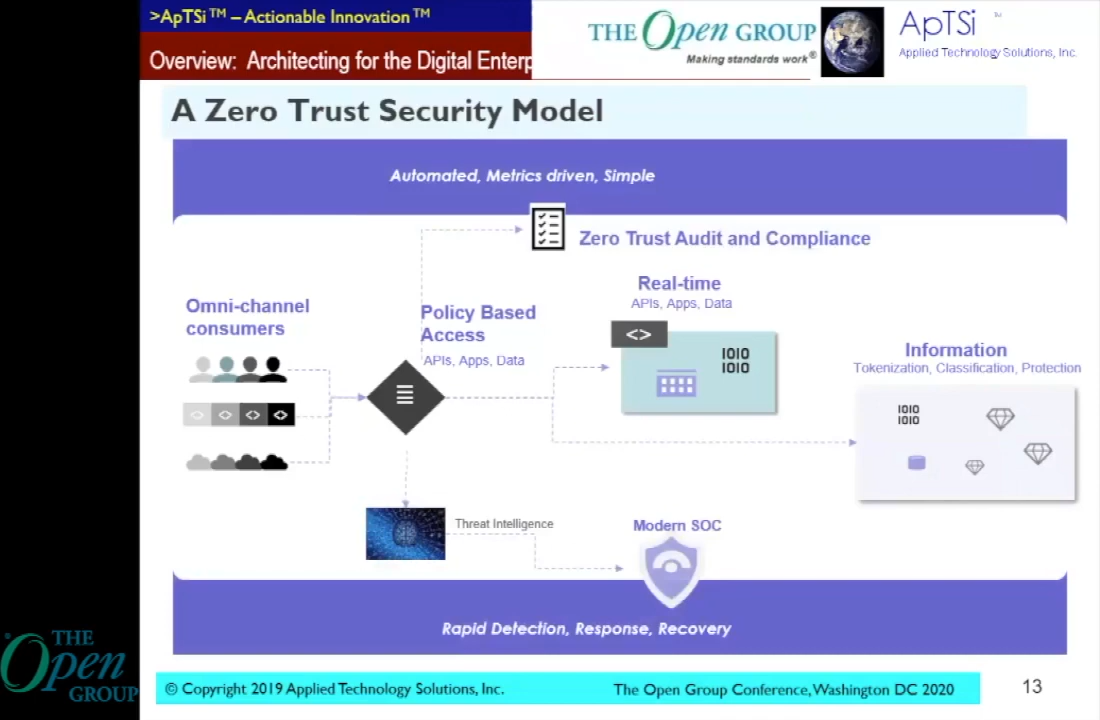 >ApTSi™ – Actionable Innovation™
THE Open GROUP
Making standards work®
ApTSi ™
Applied Technology Solutions, Inc.
Overview: Architecting for the Digital Enterp
A Zero Trust Security Model
Automated, Metrics driven, Simple
Zero Trust Audit and Compliance
Real-time
APIs, Apps, Data
Omni-channel
consumers
Policy Based
Access
APIs, Apps, Data
<>
1010
1010
Information
Tokenization, Classification, Protection
<> <> <> <>
1010
1010
Threat Intelligence
Modern SOC
Rapid Detection, Response, Recovery
THE
Open
GROUP
© Copyright 2019 Applied Technology Solutions, Inc.
The Open Group Conference, Washington DC 2020
13